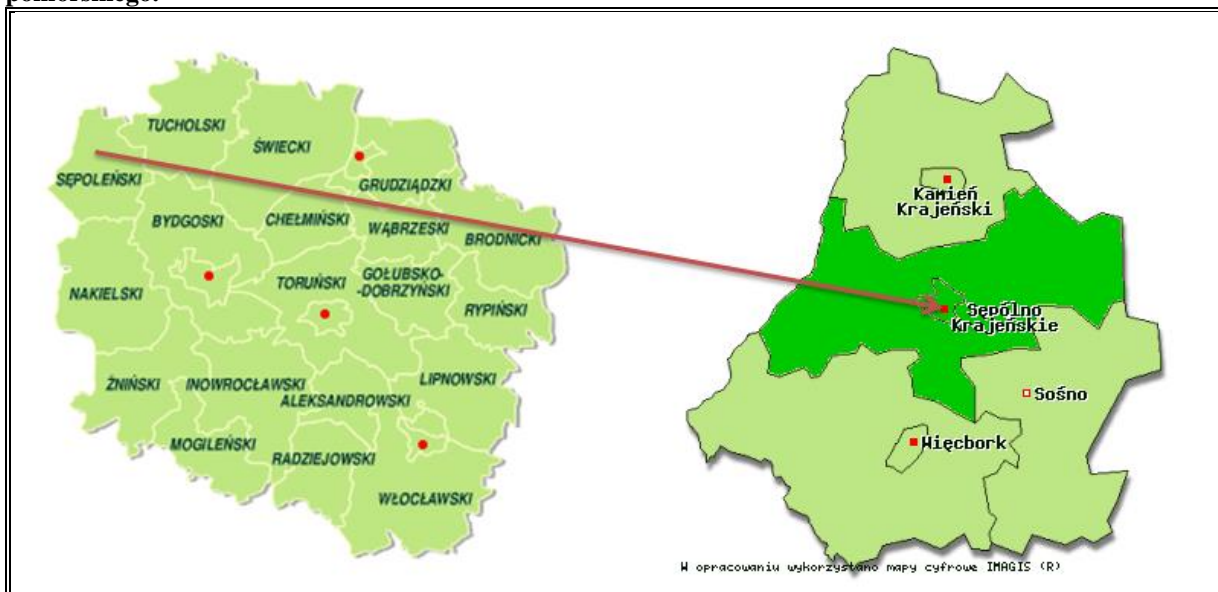 TUCHOLSKI
ŚWIECKI
SĘPOLEŃSKI
GRUDZIĄDZKI
BYDGOSKI
CHEŁMIŃSKI
WĄBRZESKI
BRODNICKI
NAKIELSKI
TORUŃSKI
GOŁUBSKO-
-DOBRZYŃSKI
RYPIŃSKI
ŻNIŃSKI
INOWROCŁAWSKI
LIPNOWSKI
ALEKSANDROWSKI
MOGILEŃSKI
RADZIEJOWSKI
WŁOCŁAWSKI
Kamień
Krajeński
Sępólno
Krajeńskie
Sośno
Więcbork
W opracowaniu wykorzystano mapy cyfrowe IMAGIS (R)